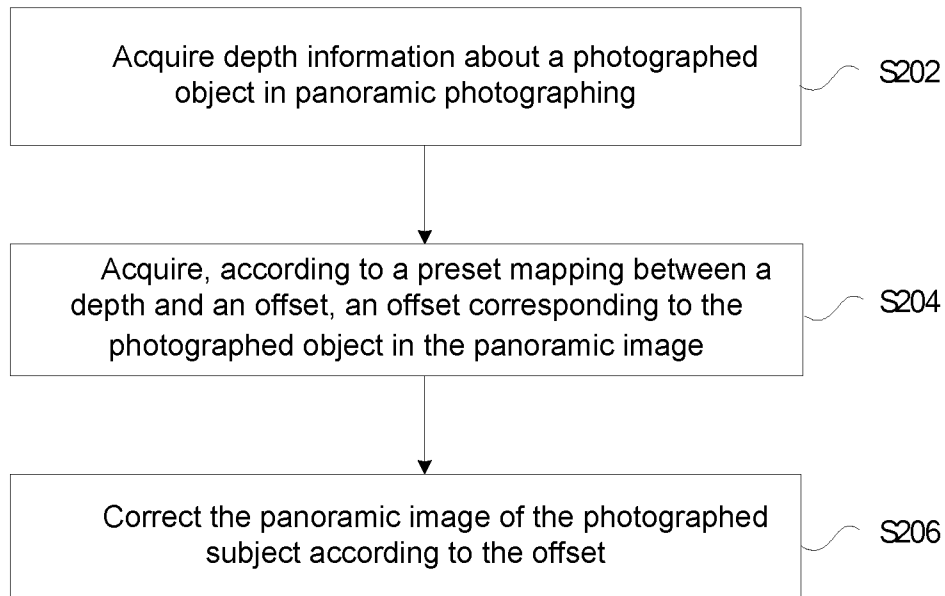 Acquire depth information about a photographed
object in panoramic photographing
S202
Acquire, according to a preset mapping between a
depth and an offset, an offset corresponding to the
photographed object in the panoramic image
S204
Correct the panoramic image of the photographed
subject according to the offset
S206